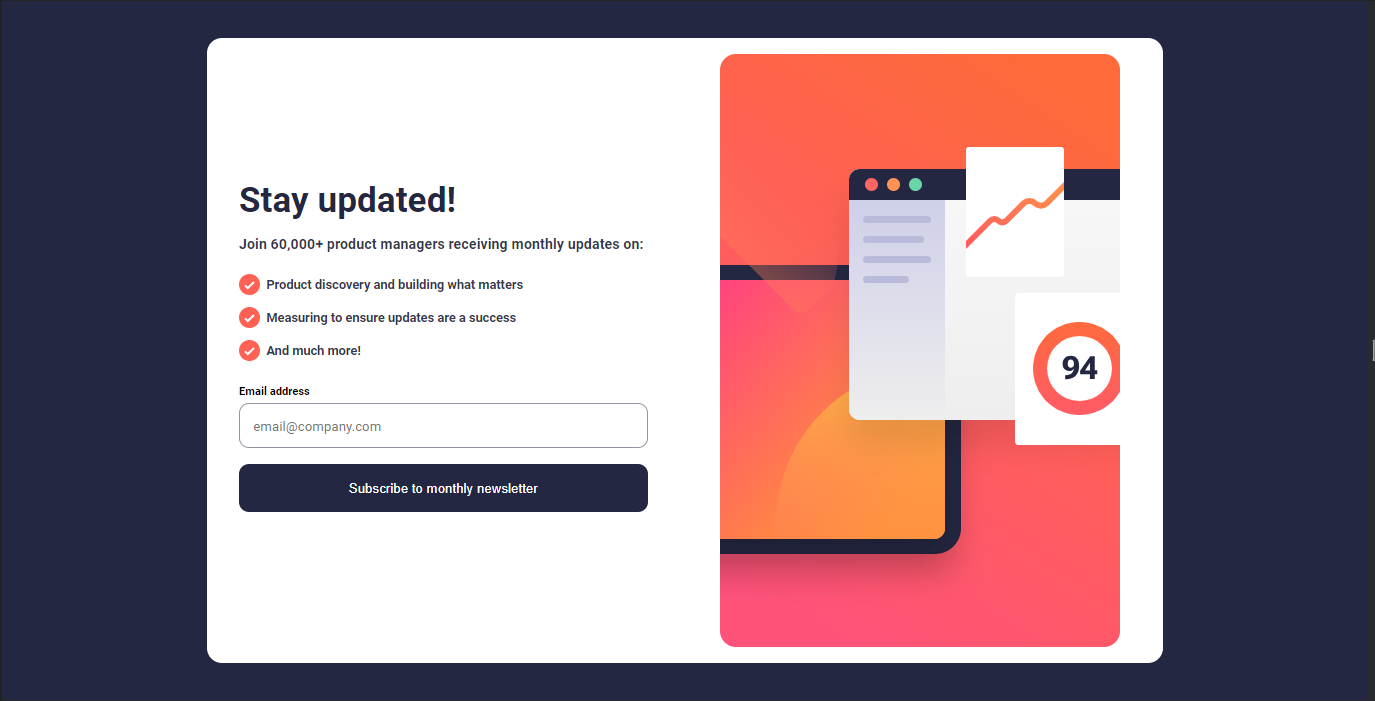 Stay updated!
Join 60,000+ product managers receiving monthly updates on:
Product discovery and building what matters
Measuring to ensure updates are a success
And much more!
Email address
email@company.com
Subscribe to monthly newsletter
94